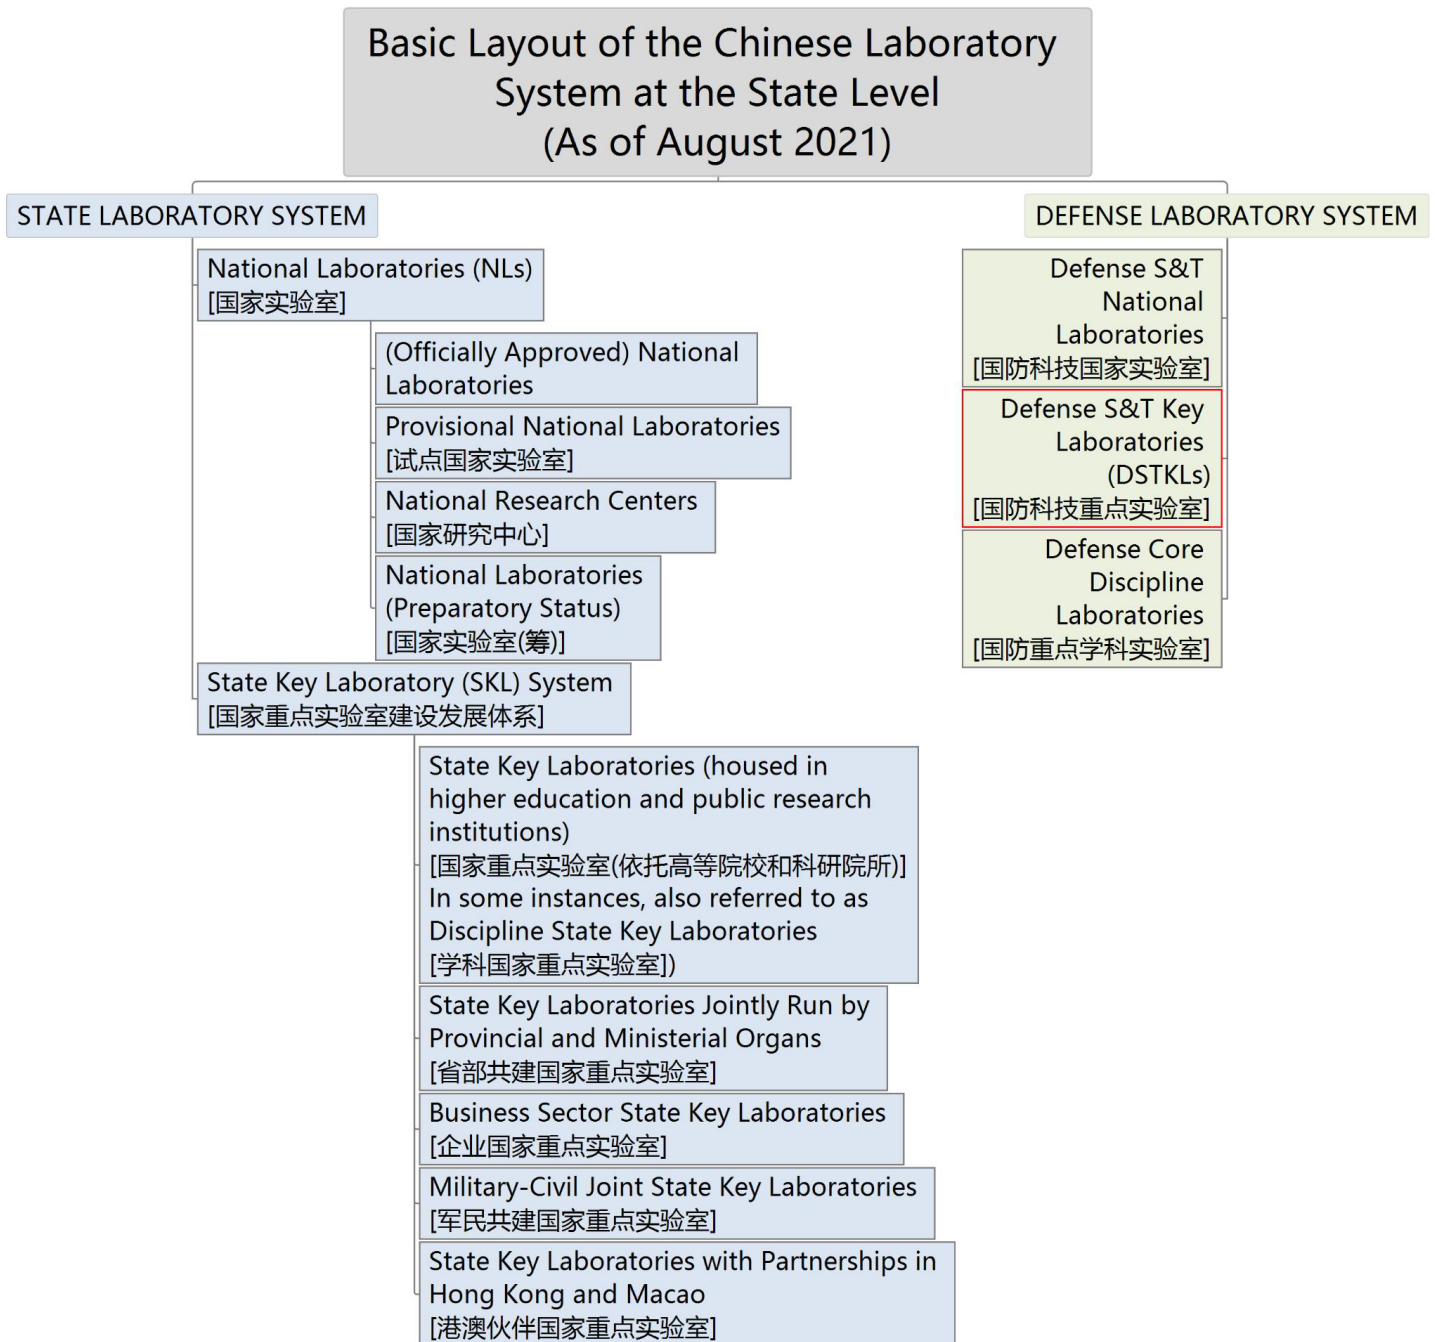 Basic Layout of the Chinese Laboratory
System at the State Level
(As of August 2021)
STATE LABORATORY SYSTEM
National Laboratories (NLs)
[国家实验室]
(Officially Approved) National
Laboratories
Provisional National Laboratories
[试点国家实验室]
National Research Centers
[国家研究中心]
National Laboratories
(Preparatory Status)
[国家实验室(筹)]
State Key Laboratory (SKL) System
[国家重点实验室建设发展体系]
State Key Laboratories (housed in
higher education and public research
institutions)
[国家重点实验室(依托高等院校和科研院所)]
In some instances, also referred to as
Discipline State Key Laboratories
[学科国家重点实验室])
State Key Laboratories Jointly Run by
Provincial and Ministerial Organs
[省部共建国家重点实验室]
Business Sector State Key Laboratories
[企业国家重点实验室]
Military-Civil Joint State Key Laboratories
[军民共建国家重点实验室]
State Key Laboratories with Partnerships in
Hong Kong and Macao
[港澳伙伴国家重点实验室]
DEFENSE LABORATORY SYSTEM
Defense S&T
National
Laboratories
[国防科技国家实验室]
Defense S&T Key
Laboratories
(DSTKLs)
[国防科技重点实验室]
Defense Core
Discipline
Laboratories
[国防重点学科实验室]